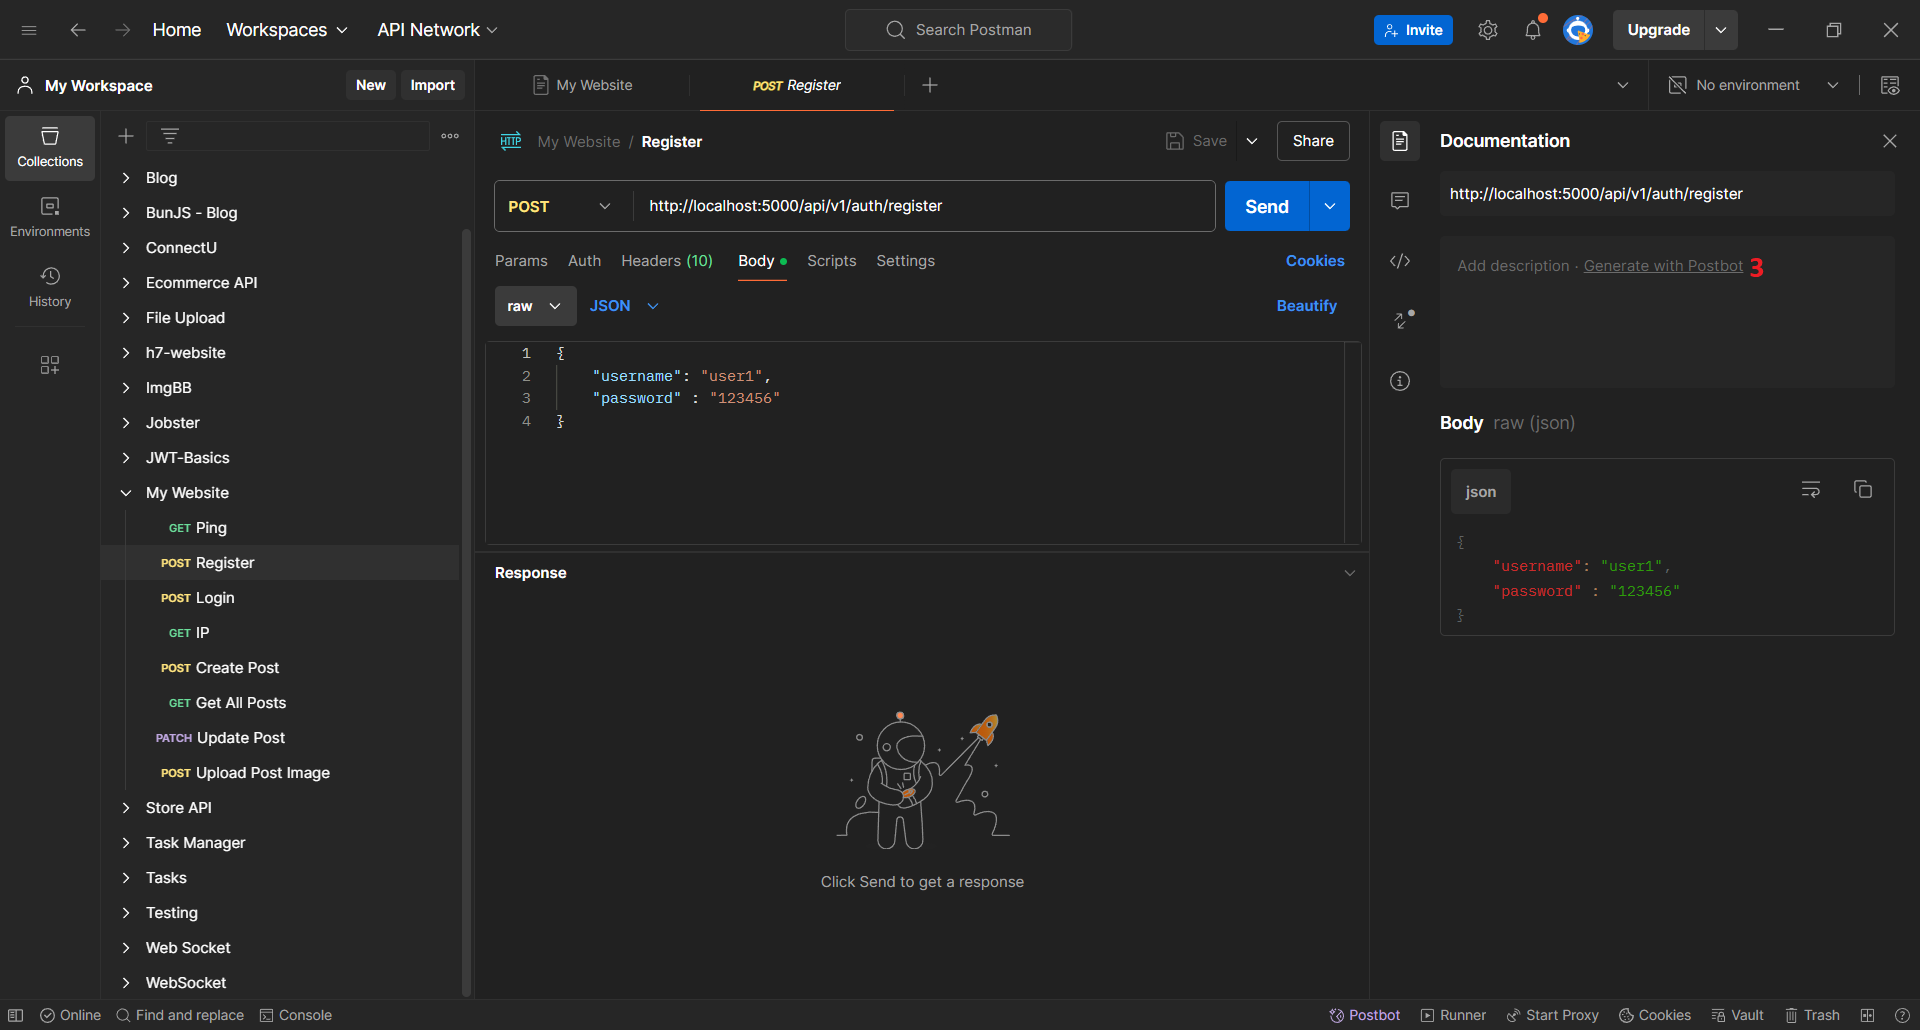 Home Workspaces API Network Search Postman Invite Upgrade
My Workspace New Import My Website POST Register No environment
Collections
Environments
History
Blog
BunJS - Blog
ConnectU
Ecommerce API
File Upload
h7-website
ImgBB
Jobster
JWT-Basics
My Website
GET Ping
POST Register
POST Login
GET IP
POST Create Post
GET Get All Posts
PATCH Update Post
POST Upload Post Image
Store API
Task Manager
Tasks
Testing
Web Socket
WebSocket
HTTP My Website / Register Save Share
POST http://localhost:5000/api/v1/auth/register Send
Params Auth Headers (10) Body Scripts Settings Cookies
raw JSON Beautify
1 {
2 "username": "user1",
3 "password" : "123456"
4 }
Response
Click Send to get a response
Documentation
http://localhost:5000/api/v1/auth/register
Add description · Generate with Postbot 3
Body raw (json)
json
{
"username": "user1",
"password" : "123456"
}
Online Find and replace Console Postbot Runner Start Proxy Cookies Vault Trash